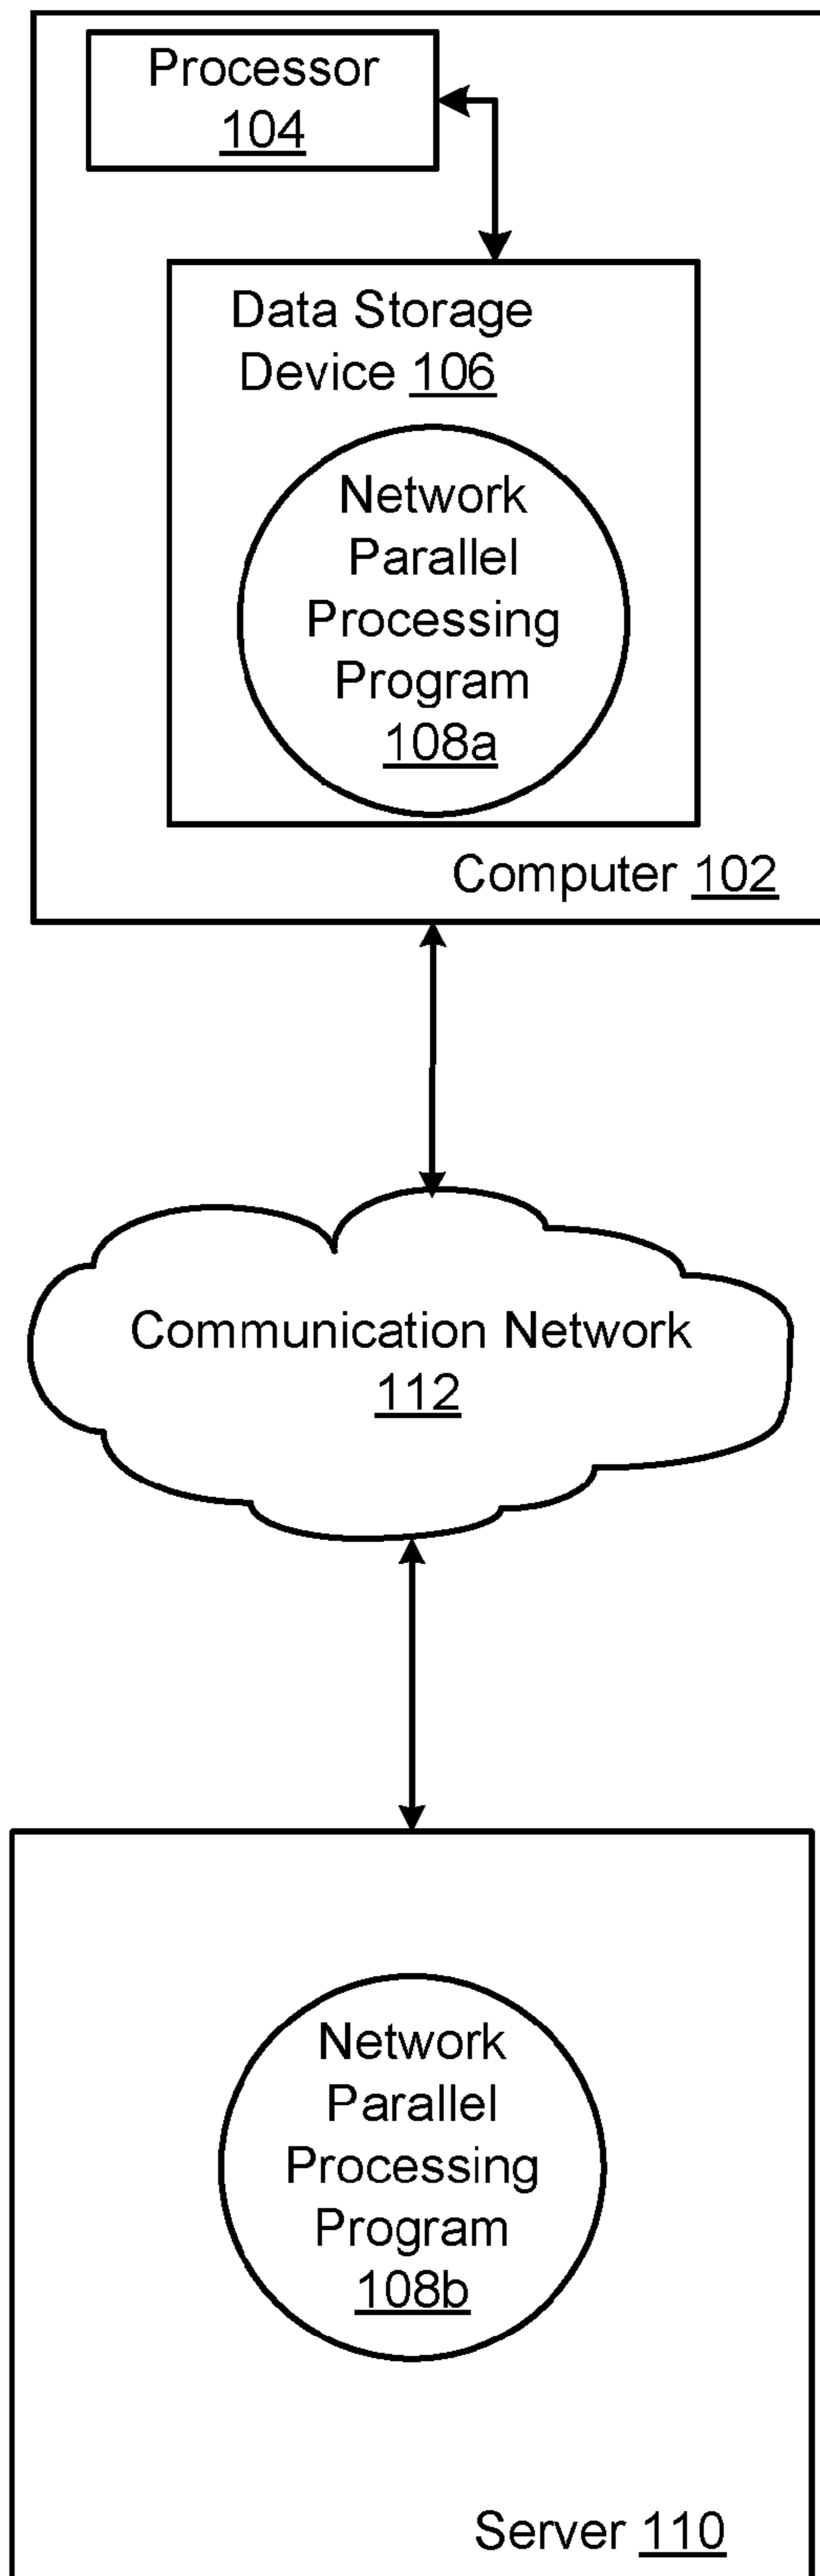 Processor
104
Data Storage
Device 106
Network
Parallel
Processing
Program
108a
Computer 102
Communication Network
112
Network
Parallel
Processing
Program
108b
Server 110